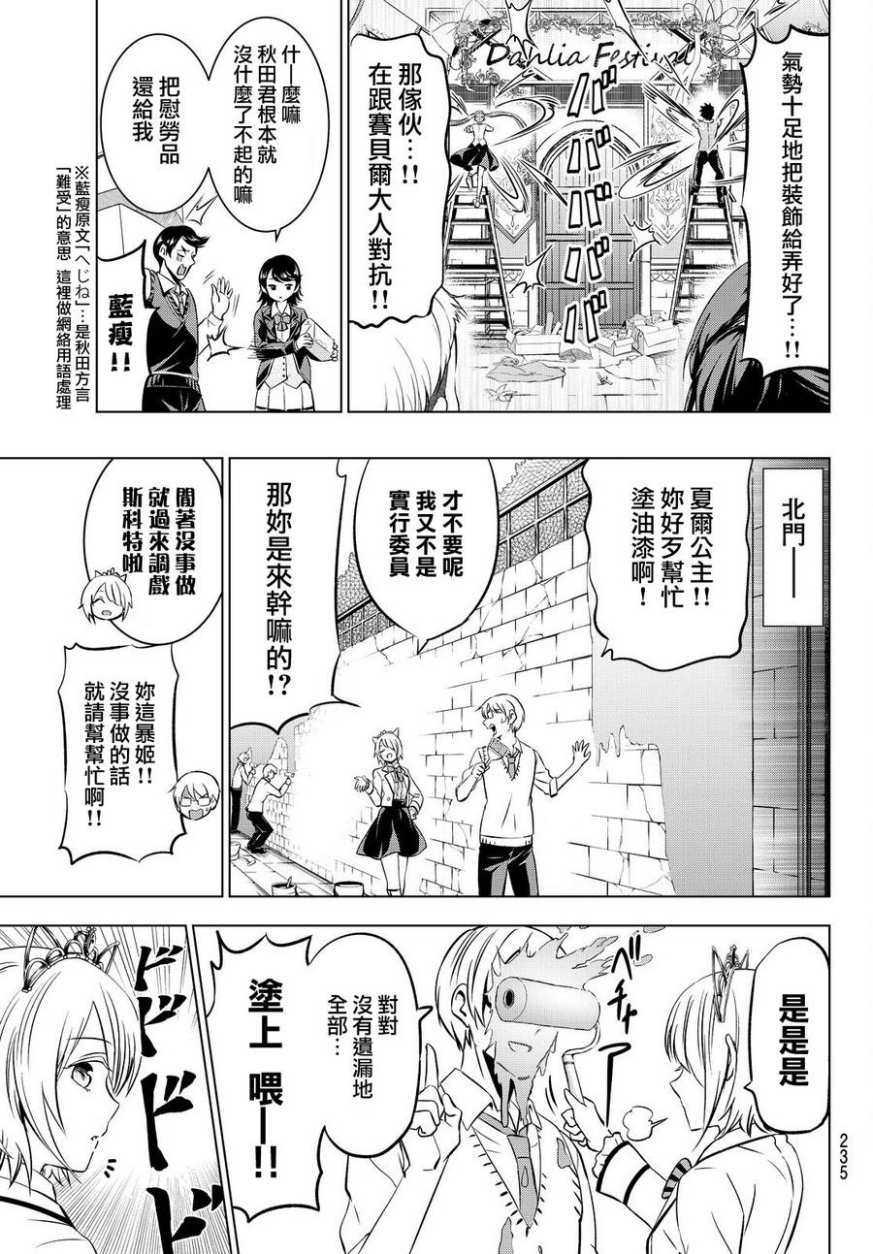 氣勢十足地把裝飾給弄好了…!!
Dahlia Festival
バババババ
那傢伙…!!
在跟賽貝爾大人對抗!!
什—麼嘛
秋田君根本就
沒什麼了不起的嘛
把慰勞品
還給我
藍瘦!!
※藍瘦原文「へじね」…是秋田方言
「難受」的意思 這裡做網絡用語處理
北門——
夏爾公主!!
妳好歹幫忙
塗油漆啊!
才不要呢
我又不是
實行委員
那妳是來幹嘛的!?
閒著沒事做
就過來調戲
斯科特啦
妳這暴姬!!
沒事做的話
就請幫幫忙啊!!
是是是
ベチャ
對對
沒有遺漏地
全部…
塗上 喂—!!
ドドドド
235